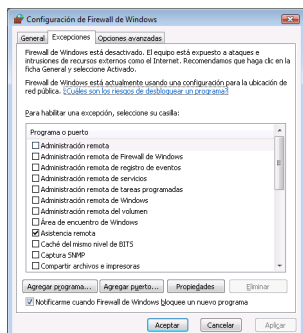 Configuración de Firewall de Windows
General Excepciones Opciones avanzadas
Firewall de Windows está desactivado. El equipo está expuesto a ataques e
intrusiones de recursos externos como el Internet. Recomendamos que haga clic en la
ficha General y seleccione Activado.
Firewall de Windows está actualmente usando una configuración para la ubicación de
red pública. ¿Cuáles son los riesgos de desbloquear un programa?
Para habilitar una excepción, seleccione su casilla:
Programa o puerto
Administración remota
Administración remota de Firewall de Windows
Administración remota de registro de eventos
Administración remota de servicios
Administración remota de tareas programadas
Administración remota de Windows
Administración remota del volumen
Área de encuentro de Windows
Asistencia remota
Caché del mismo nivel de BITS
Captura SNMP
Compartir archivos e impresoras
Agregar programa... Agregar puerto... Propiedades Eliminar
Notificarme cuando Firewall de Windows bloquee un nuevo programa
Aceptar Cancelar Aplicar